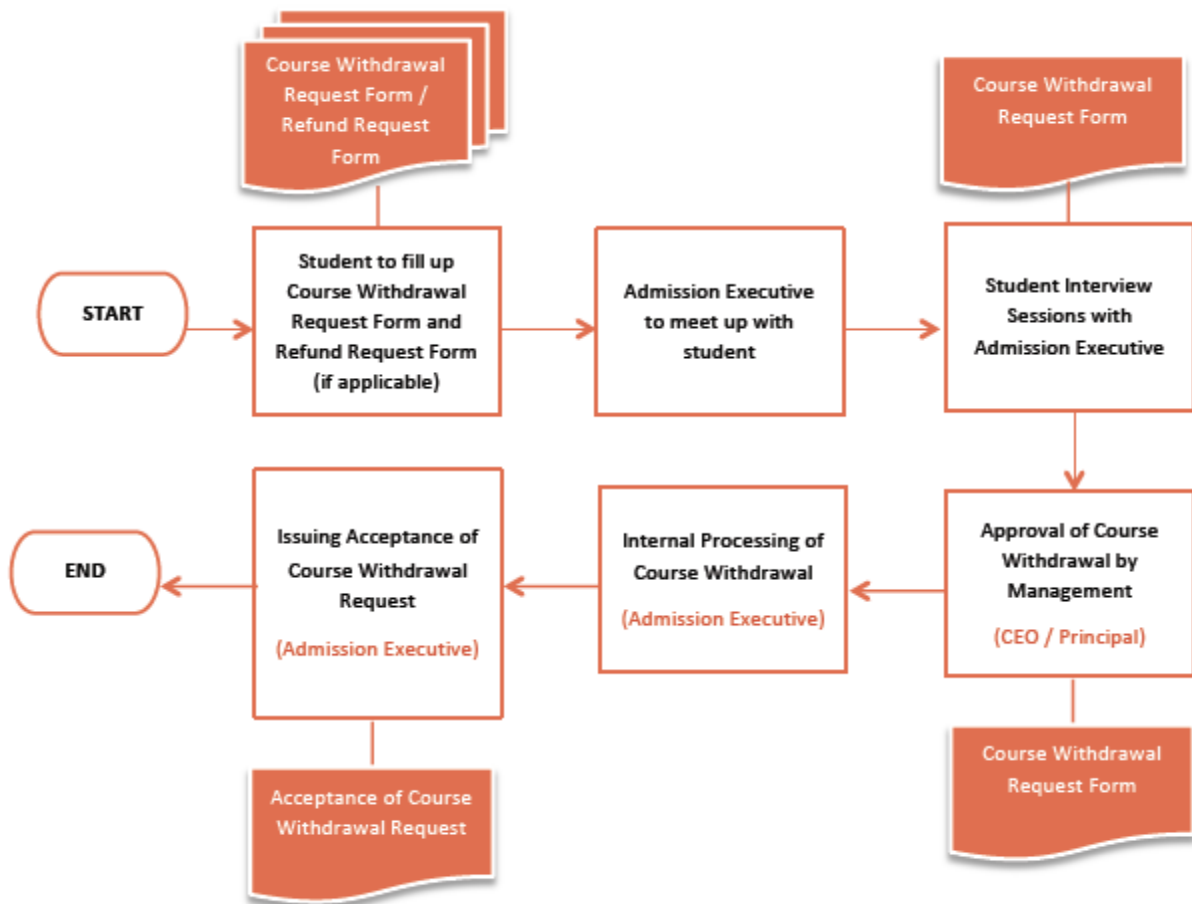 Course Withdrawal
Request Form /
Refund Request
Form
Course Withdrawal
Request Form
START
Student to fill up
Course Withdrawal
Request Form and
Refund Request Form
(if applicable)
Admission Executive
to meet up with
student
Student Interview
Sessions with
Admission Executive
Approval of Course
Withdrawal by
Management
(CEO / Principal)
Course Withdrawal
Request Form
Internal Processing of
Course Withdrawal
(Admission Executive)
Issuing Acceptance of
Course Withdrawal
Request
(Admission Executive)
Acceptance of Course
Withdrawal Request
END